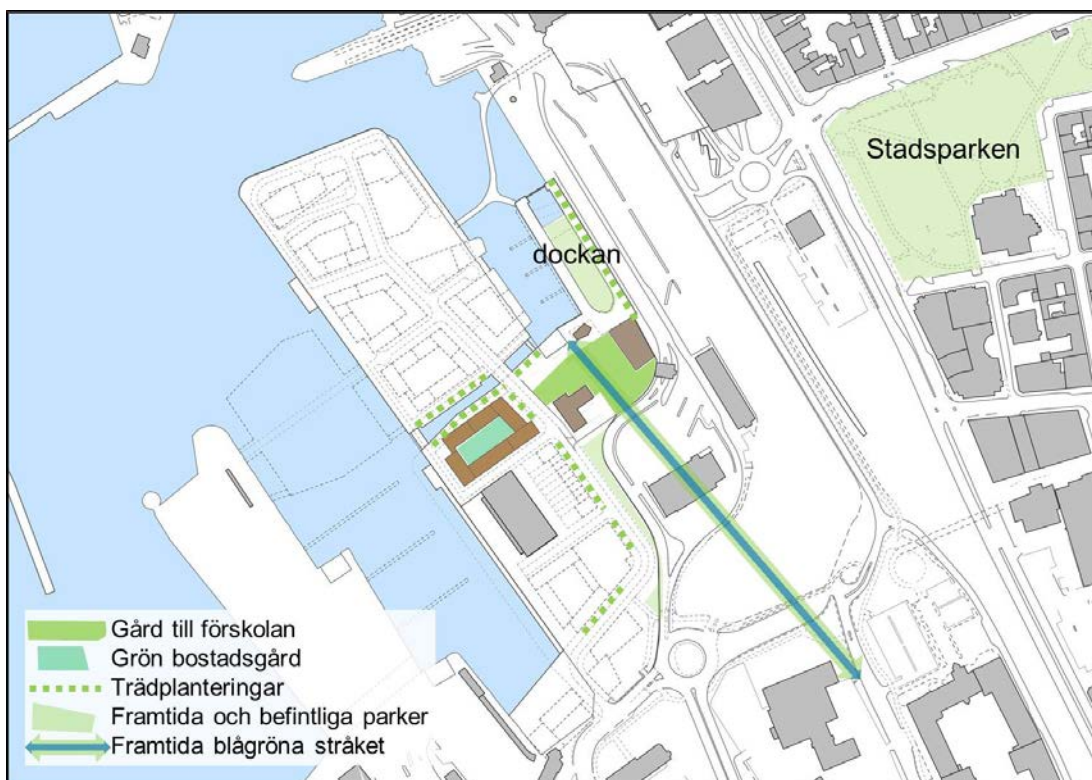 Stadsparken
dockan
Gård till förskolan
Grön bostadsgård
Trädplanteringar
Framtida och befintliga parker
Framtida blågröna stråket